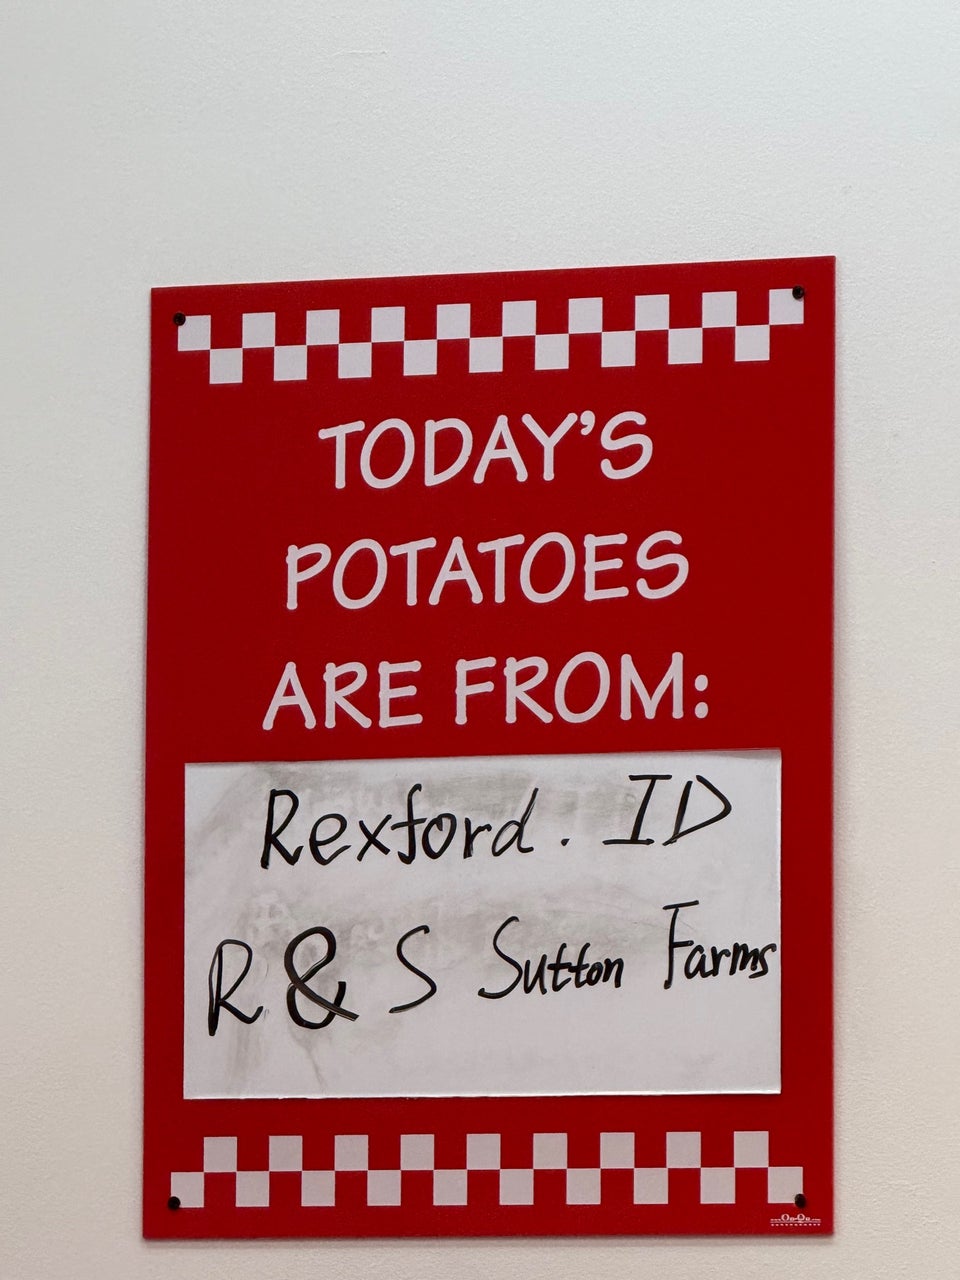 TODAY'S
POTATOES
ARE FROM:
Rexford. ID
R & S Sutton Farms